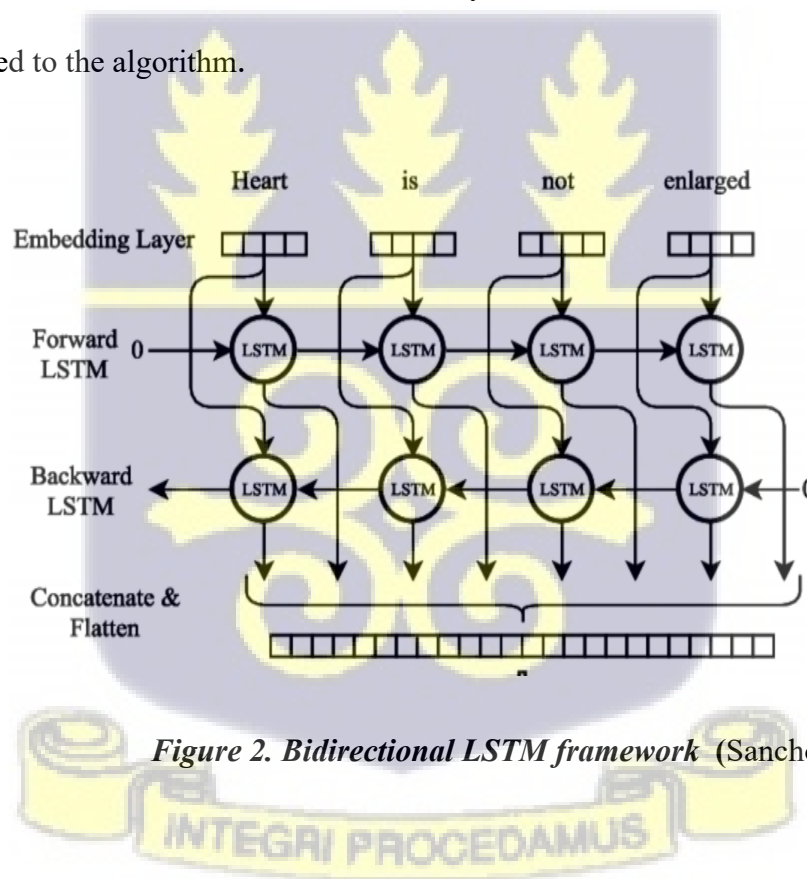 ed to the algorithm.
Heart is not enlarged
Embedding Layer
Forward LSTM
0 LSTM LSTM LSTM LSTM
Backward LSTM
LSTM LSTM LSTM LSTM
Concatenate & Flatten
Figure 2. Bidirectional LSTM framework (Sancho
INTEGRI PROCEDAMUS